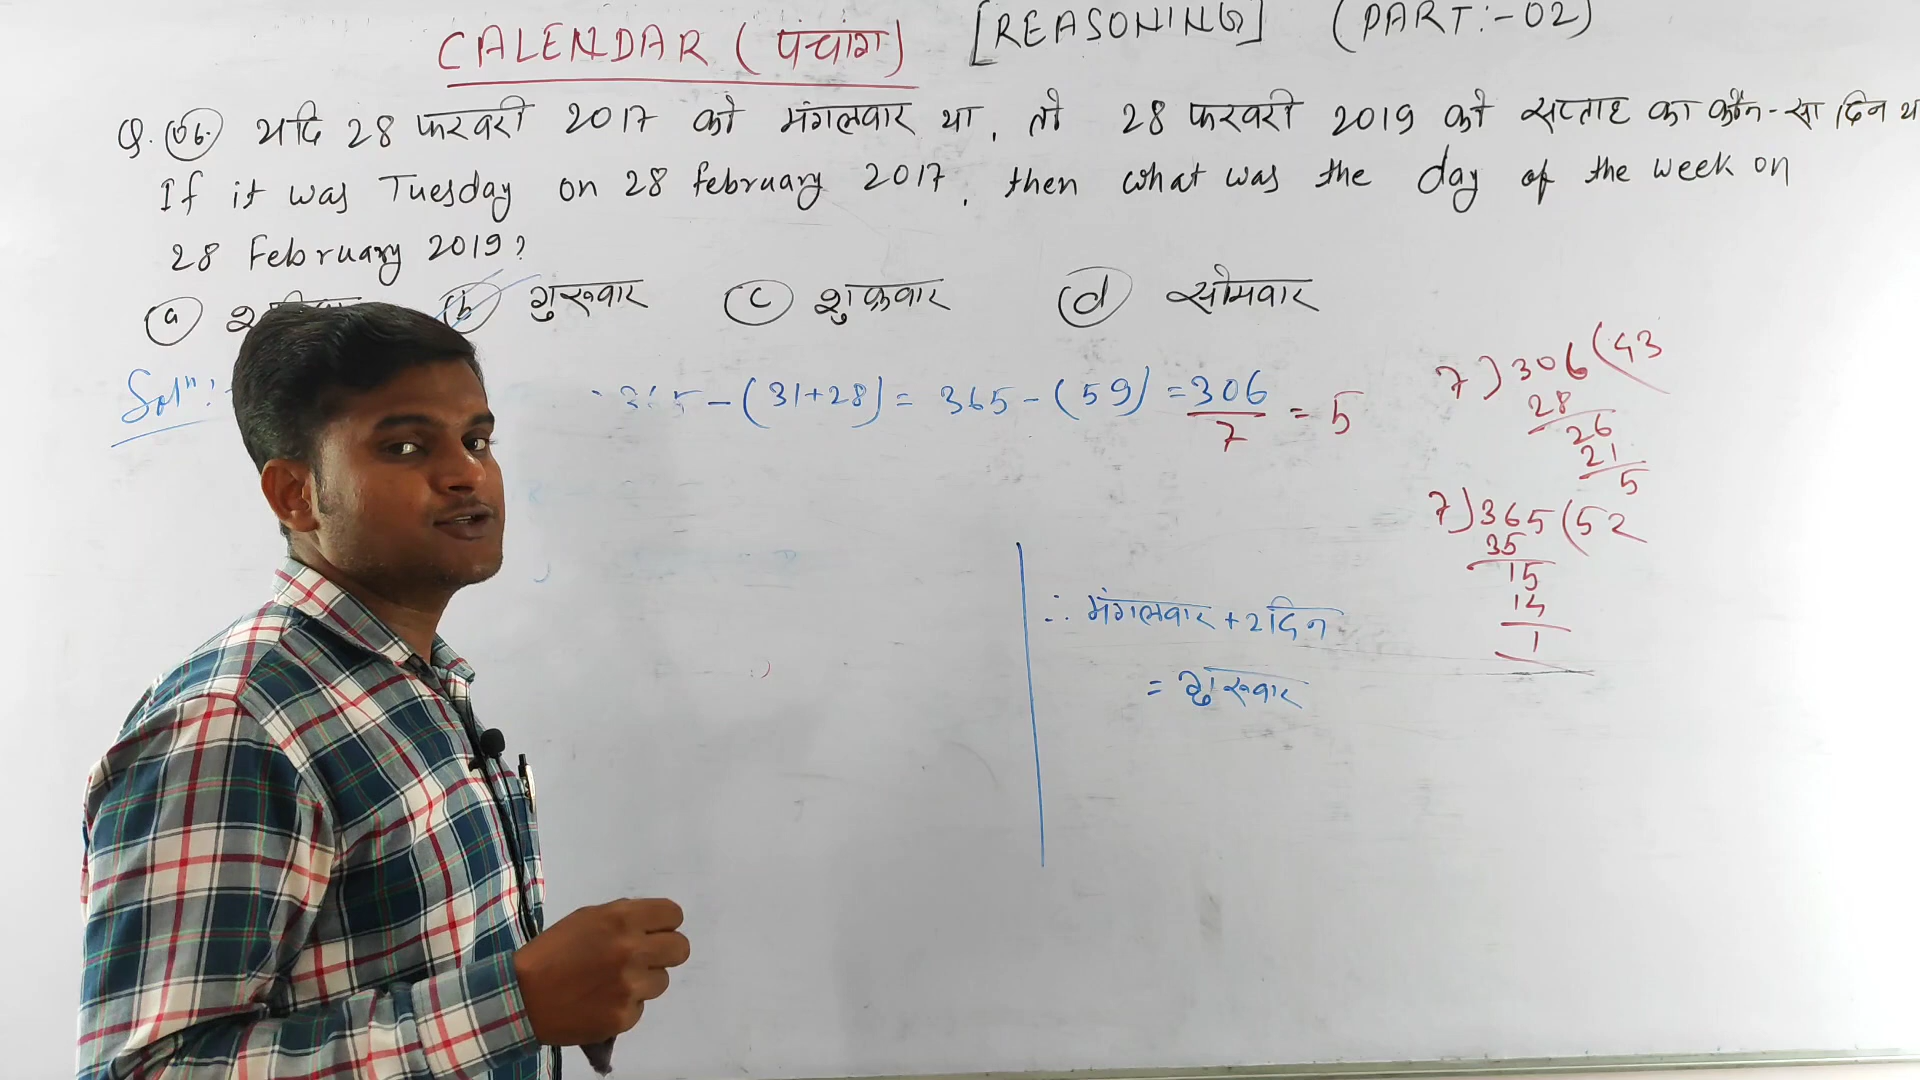 CALENDAR (पंचांग) [REASONING] (PART:-02)
Q. 06. यदि 28 फरवरी 2017 को मंगलवार था, तो 28 फरवरी 2019 को सप्ताह का कौन-सा दिन
If it was Tuesday on 28 february 2017, then what was the day of the week on
28 February 2019?
(a) (b) गुरूवार (c) शुक्रवार (d) सोमवार
Solⁿ:- 365 - (31+28) = 365 - (59) = 306/7 = 5
7)306(43
28
26
21
5
7)365(52
35
15
14
1
∴ मंगलवार + 2 दिन
= गुरूवार